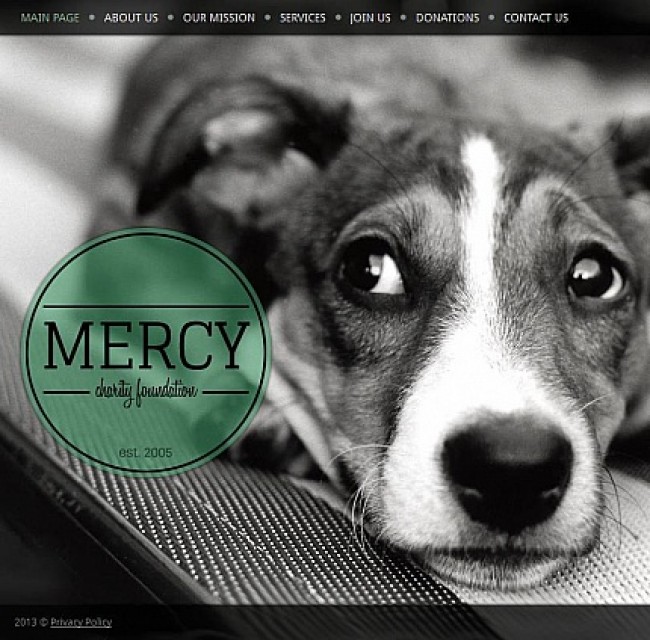 MAIN PAGE • ABOUT US • OUR MISSION • SERVICES • JOIN US • DONATIONS • CONTACT US
MERCY
charity foundation
est. 2005
2013 © Privacy Policy